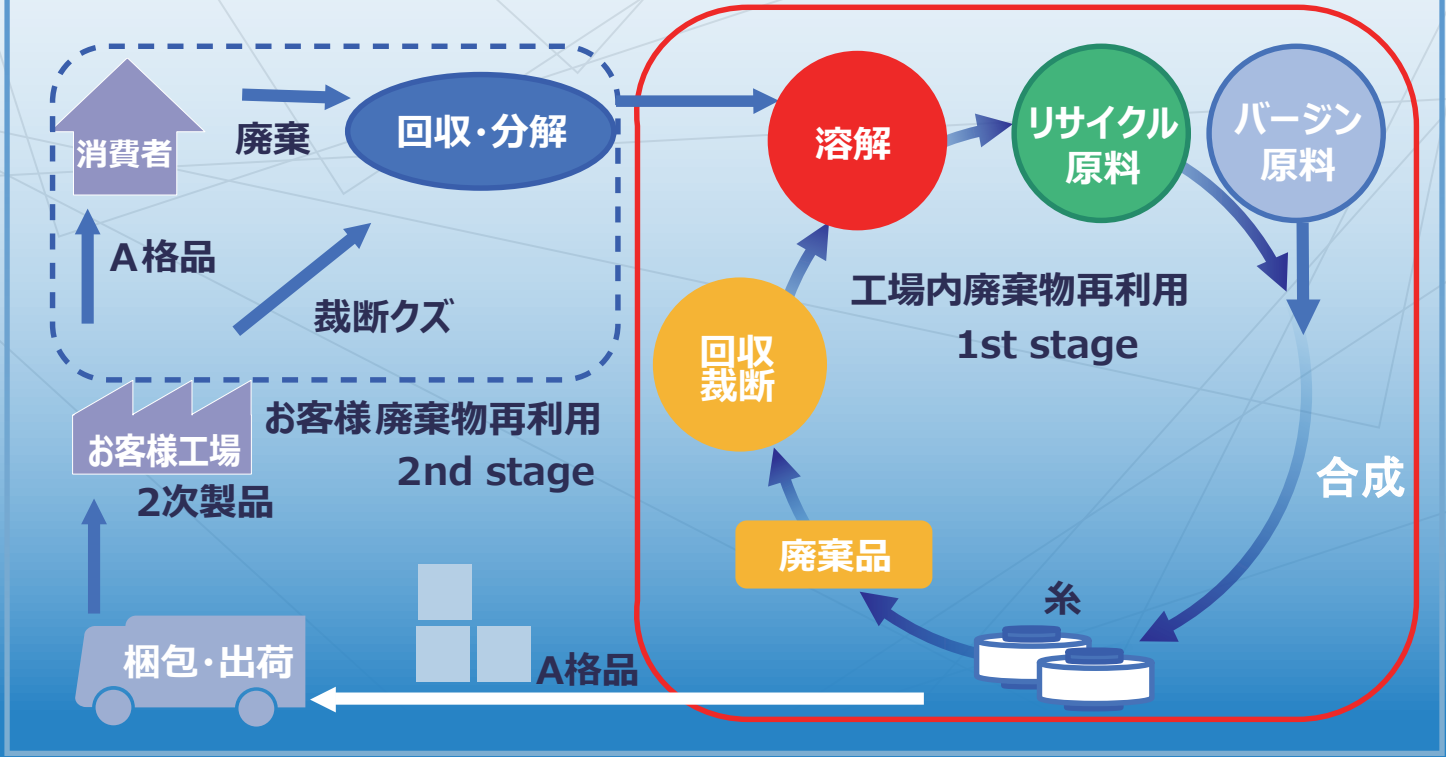 消費者
廃棄
回収・分解
A格品
裁断クズ
お客様工場
2次製品
お客様廃棄物再利用
2nd stage
梱包・出荷
A格品
溶解
リサイクル
原料
バージン
原料
工場内廃棄物再利用
1st stage
回収
裁断
廃棄品
糸
合成